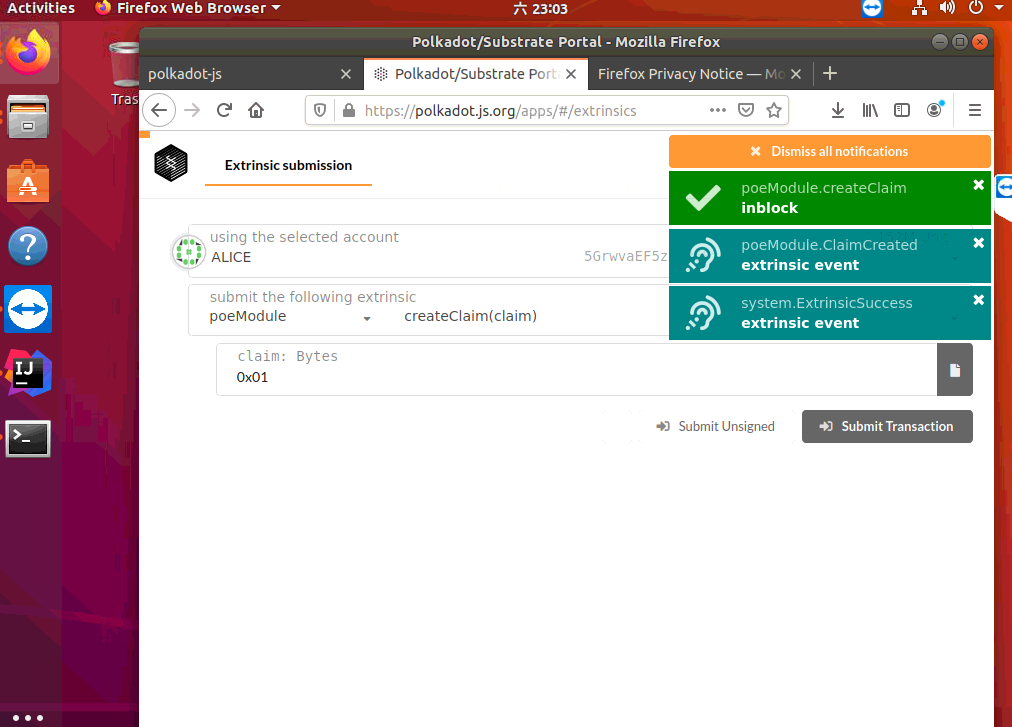 Activities
Firefox Web Browser
六 23:03
Tras
Polkadot/Substrate Portal - Mozilla Firefox
polkadot-js
Polkadot/Substrate Port
Firefox Privacy Notice — Mo
https://polkadot.js.org/apps/#/extrinsics
Extrinsic submission
Dismiss all notifications
poeModule.createClaim
inblock
poeModule.ClaimCreated
extrinsic event
system.ExtrinsicSuccess
extrinsic event
using the selected account
ALICE
5GrwvaEF5z
submit the following extrinsic
poeModule
createClaim(claim)
claim: Bytes
0x01
Submit Unsigned
Submit Transaction
IJ